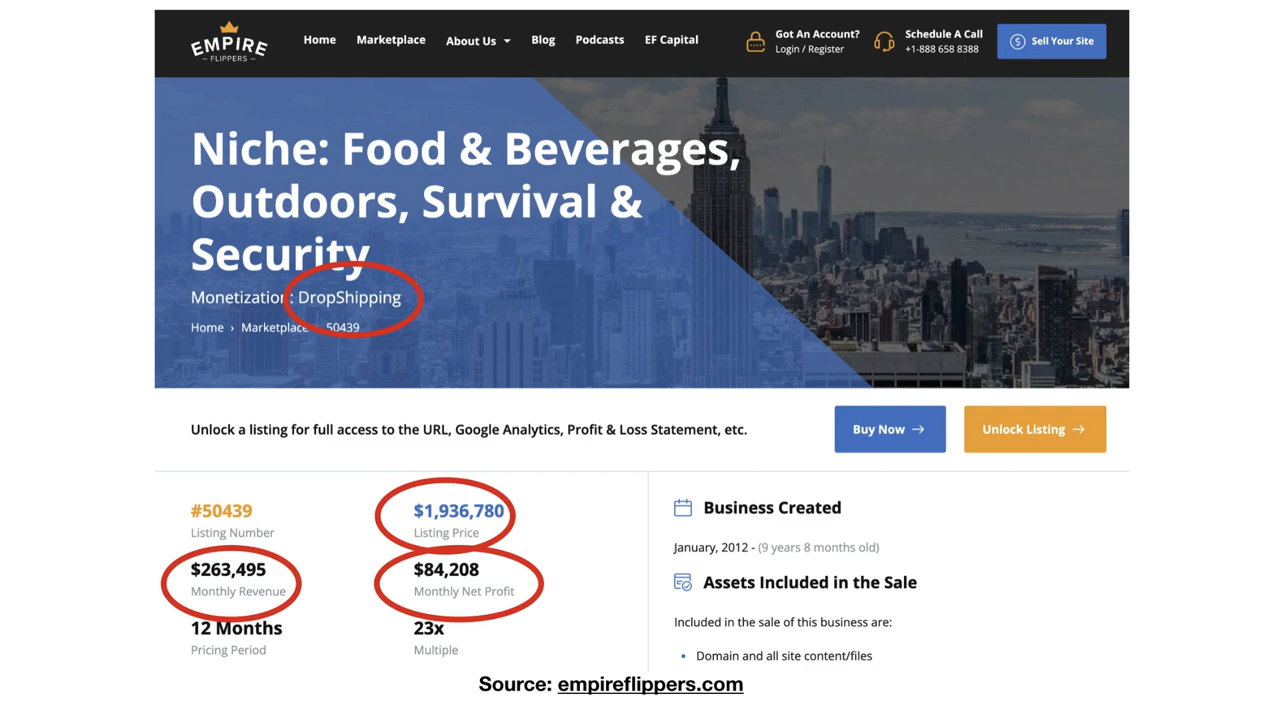 EMPIRE
FLIPPERS
Home Marketplace About Us Blog Podcasts EF Capital
Got An Account?
Login / Register
Schedule A Call
+1-888 658 8388
Sell Your Site
Niche: Food & Beverages,
Outdoors, Survival &
Security
Monetization: DropShipping
Home › Marketplace › 50439
Unlock a listing for full access to the URL, Google Analytics, Profit & Loss Statement, etc.
Buy Now →
Unlock Listing →
#50439
Listing Number
$1,936,780
Listing Price
$263,495
Monthly Revenue
$84,208
Monthly Net Profit
12 Months
Pricing Period
23x
Multiple
Business Created
January, 2012 - (9 years 8 months old)
Assets Included in the Sale
Included in the sale of this business are:
• Domain and all site content/files
Source: empireflippers.com